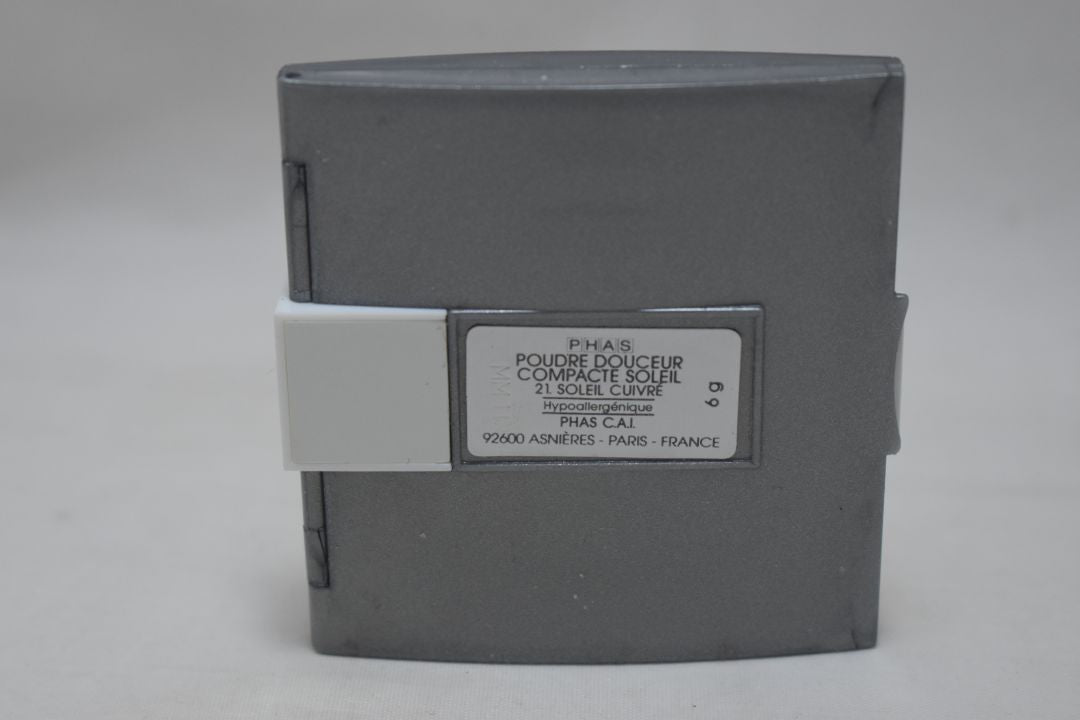 PHAS
POUDRE DOUCEUR
COMPACTE SOLEIL
21. SOLEIL CUIVRÉ
Hypoallergénique
PHAS C.A.I.
92600 ASNIÈRES - PARIS - FRANCE
6 g